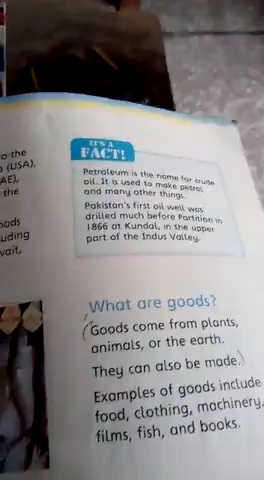 o the
(USA),
AE),
the
ods
uding
wait,
IT'S A
FACT!
Petroleum is the name for crude
oil. It is used to make petrol
and many other things.
Pakistan's first oil well was
drilled much before Partition in
1866 at Kundal, in the upper
part of the Indus Valley.
What are goods?
(Goods come from plants,
animals, or the earth.
They can also be made.)
Examples of goods include
food, clothing, machinery,
films, fish, and books.